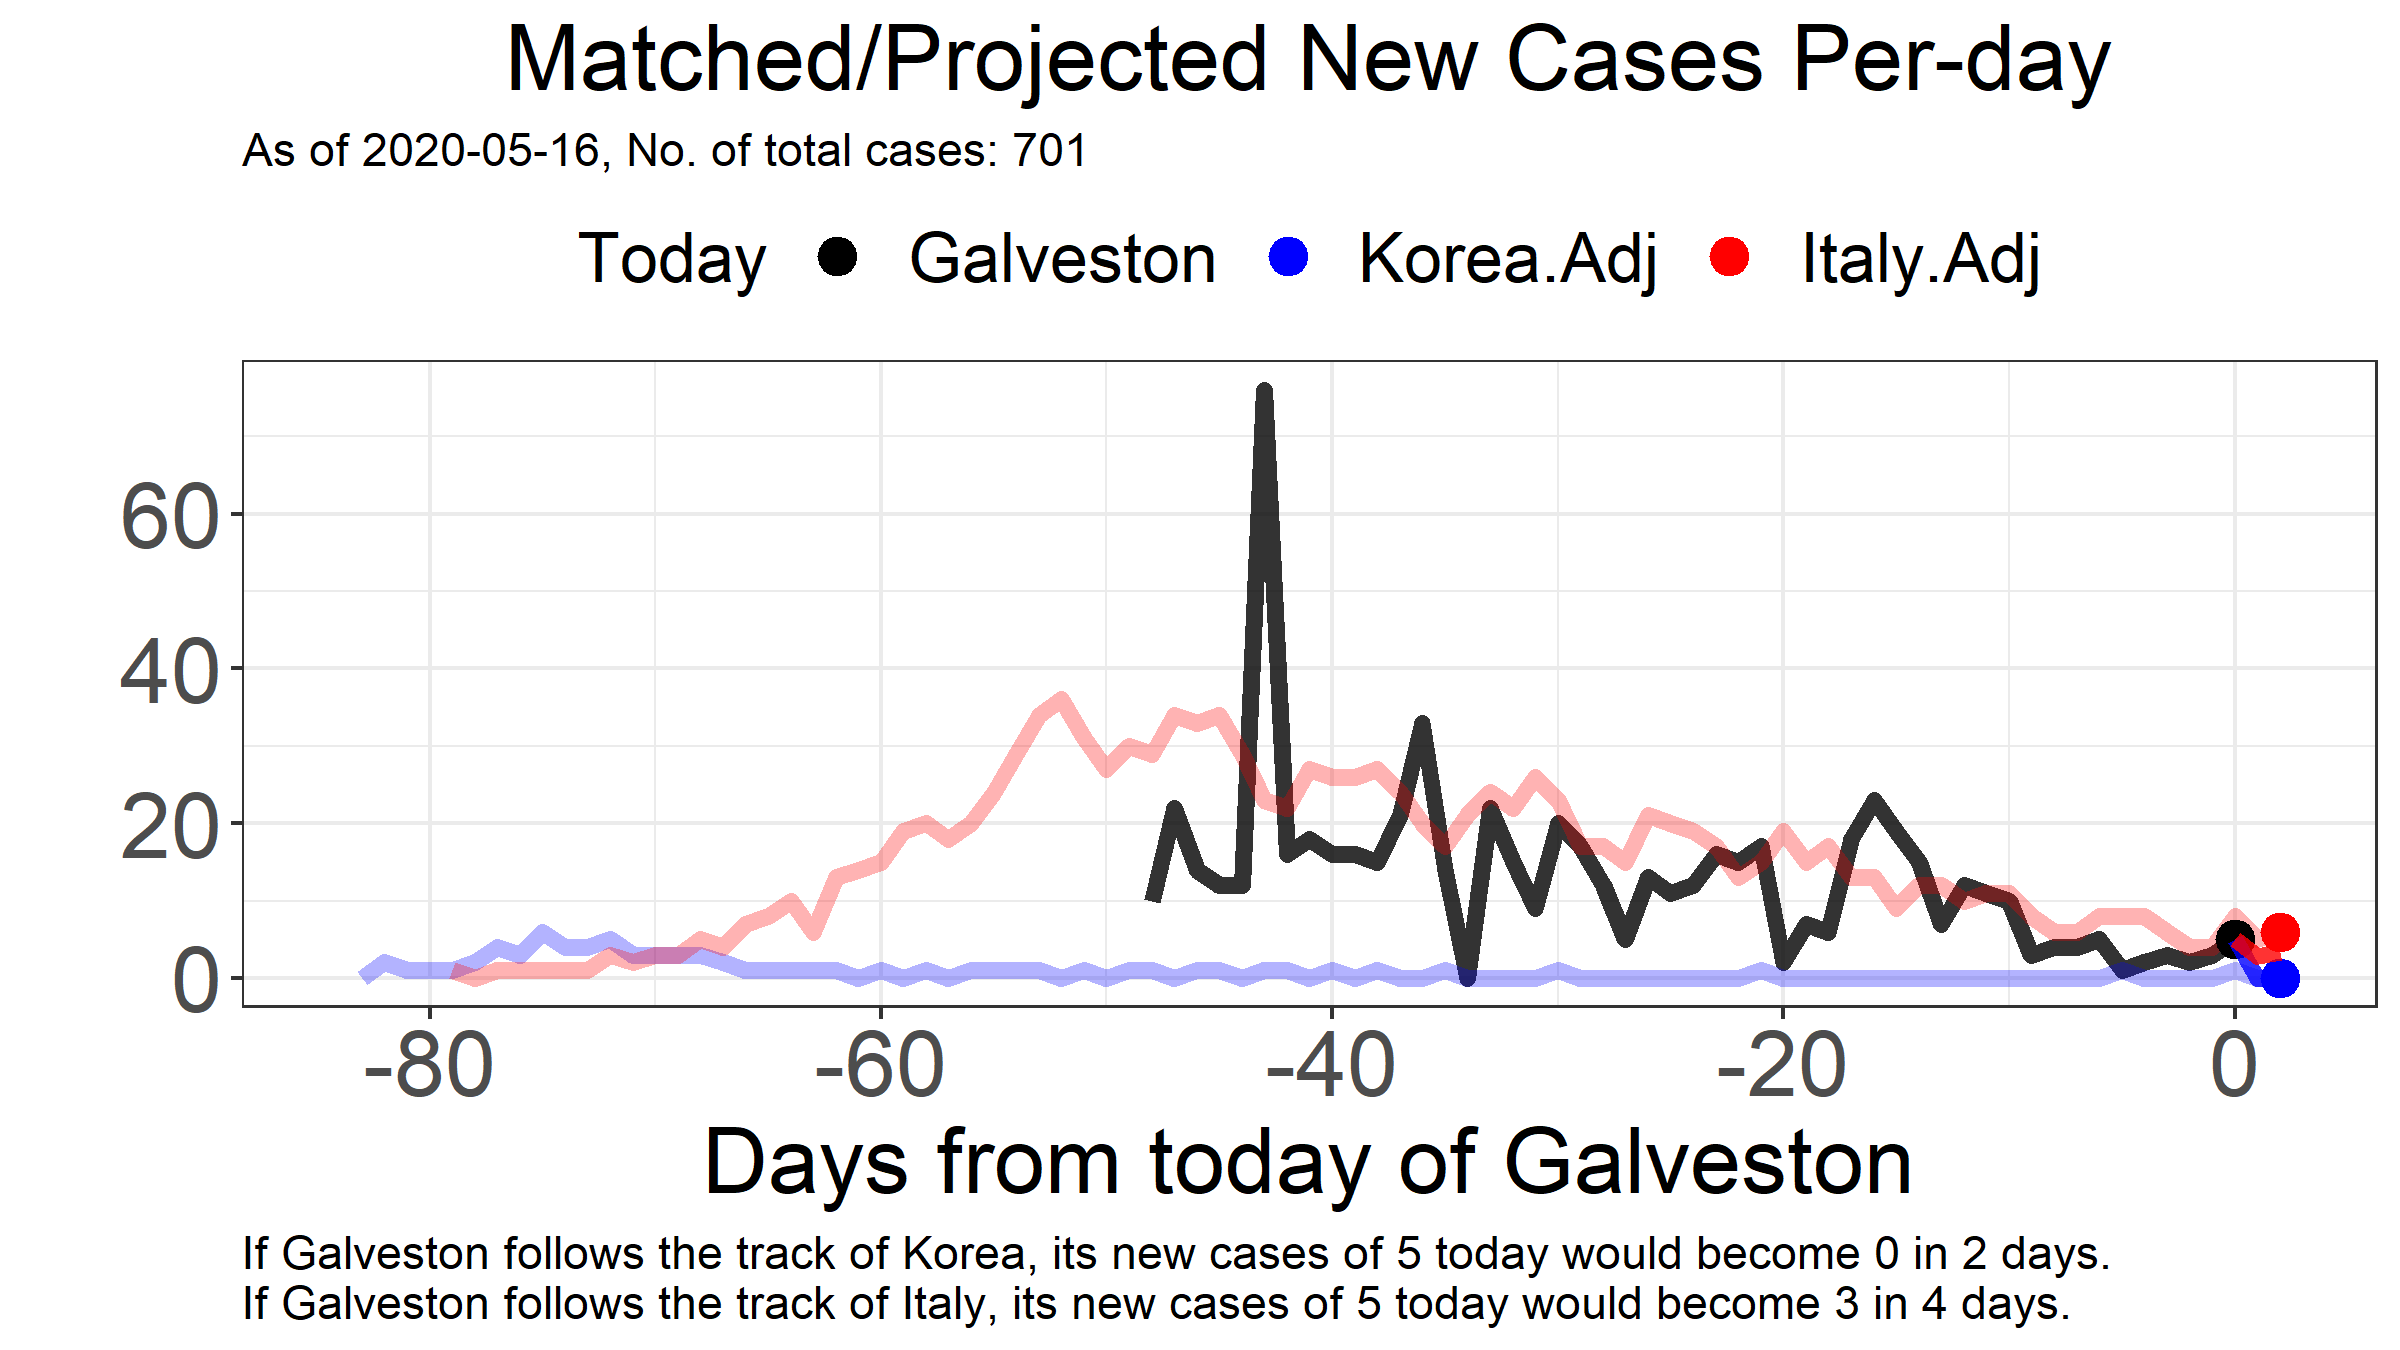 Matched/Projected New Cases Per-day
As of 2020-05-16, No. of total cases: 701
Today Galveston Korea.Adj Italy.Adj
60
40
20
0
-80 -60 -40 -20 0
Days from today of Galveston
If Galveston follows the track of Korea, its new cases of 5 today would become 0 in 2 days.
If Galveston follows the track of Italy, its new cases of 5 today would become 3 in 4 days.